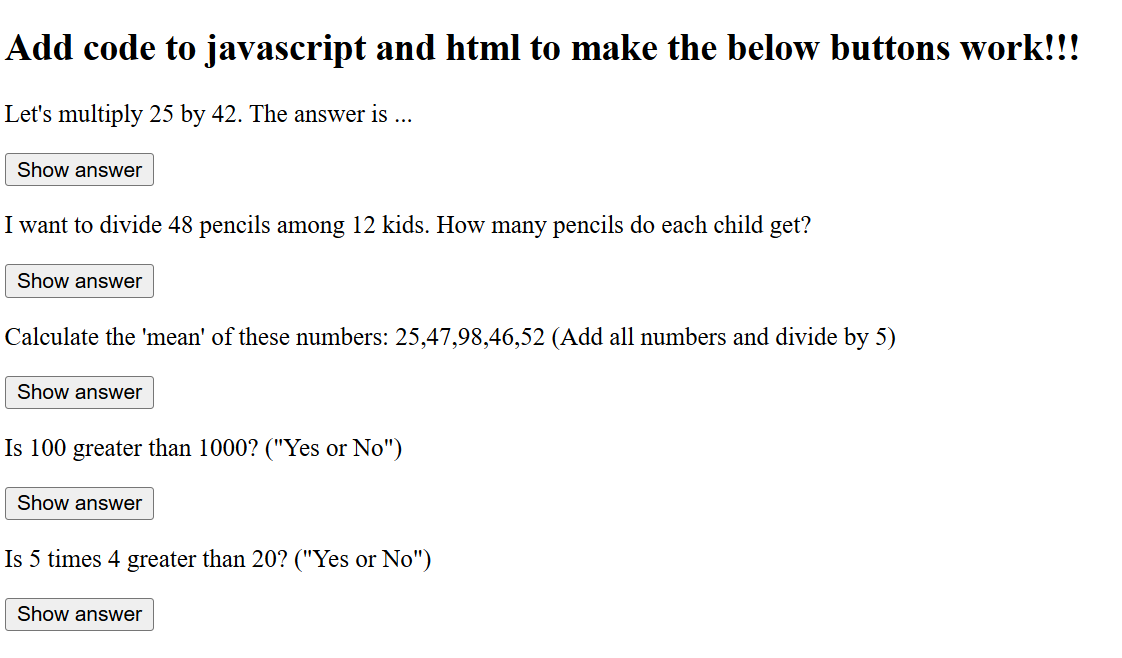 Add code to javascript and html to make the below buttons work!!!
Let's multiply 25 by 42. The answer is ...
Show answer
I want to divide 48 pencils among 12 kids. How many pencils do each child get?
Show answer
Calculate the 'mean' of these numbers: 25,47,98,46,52 (Add all numbers and divide by 5)
Show answer
Is 100 greater than 1000? ("Yes or No")
Show answer
Is 5 times 4 greater than 20? ("Yes or No")
Show answer